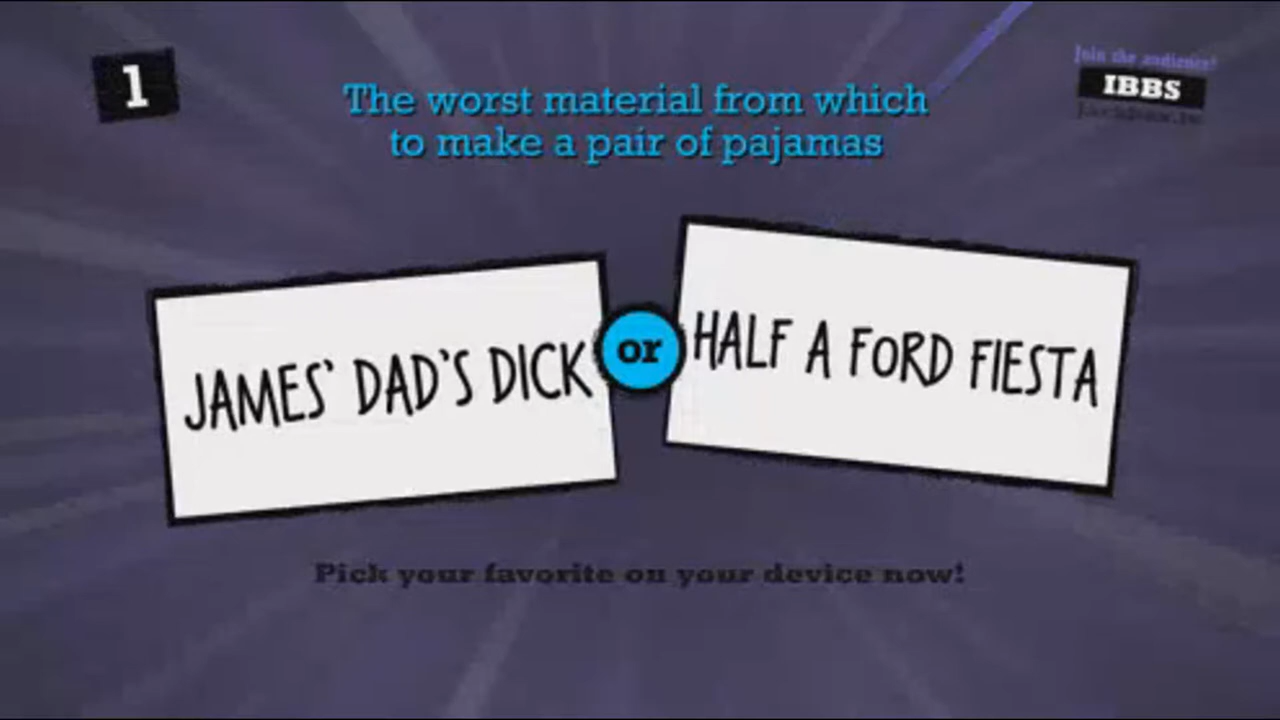 1
The worst material from which
to make a pair of pajamas
Join the audience!
IBBS
JAMES' DAD'S DICK
or
HALF A FORD FIESTA
Pick your favorite on your device now!